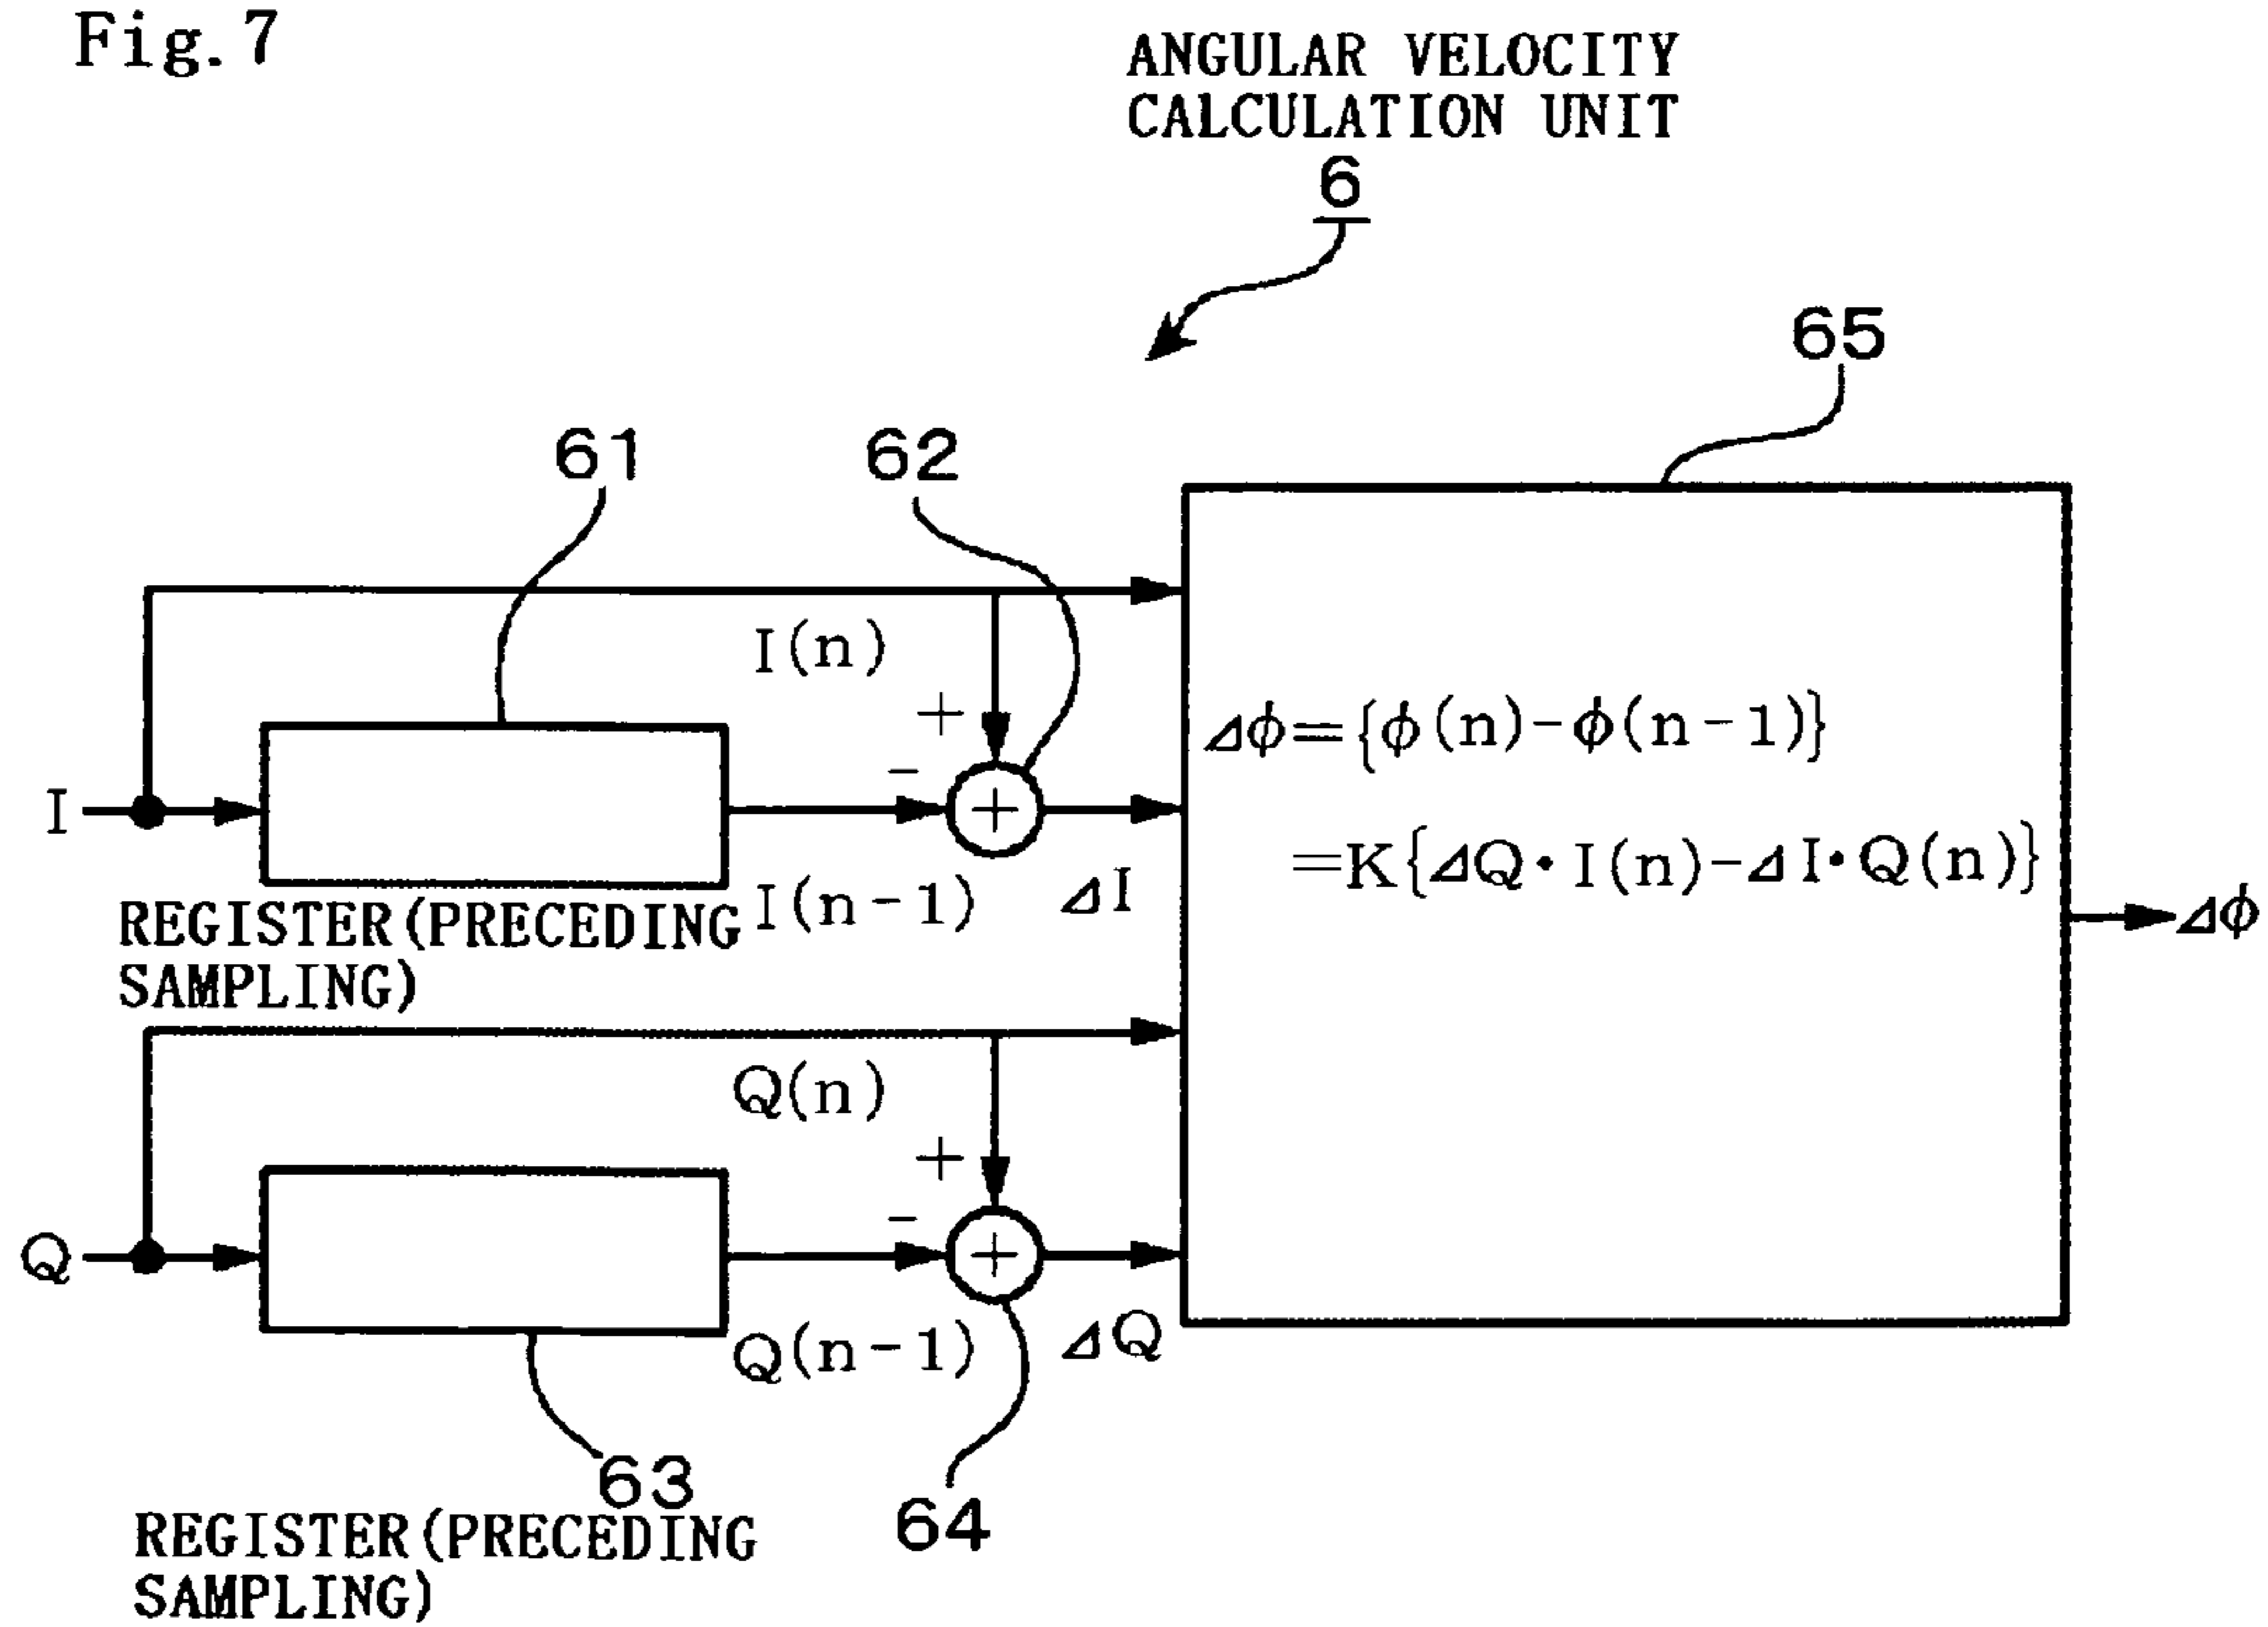 Fig.7
ANGULAR VELOCITY
CALCULATION UNIT
6
65
61
62
I(n)
+
-
I
+
I(n-1)
ΔI
REGISTER(PRECEDING
SAMPLING)
Δϕ={ϕ(n)-ϕ(n-1)}
=K{ΔQ·I(n)-ΔI·Q(n)}
Δϕ
Q(n)
+
-
Q
+
Q(n-1)
ΔQ
63
64
REGISTER(PRECEDING
SAMPLING)